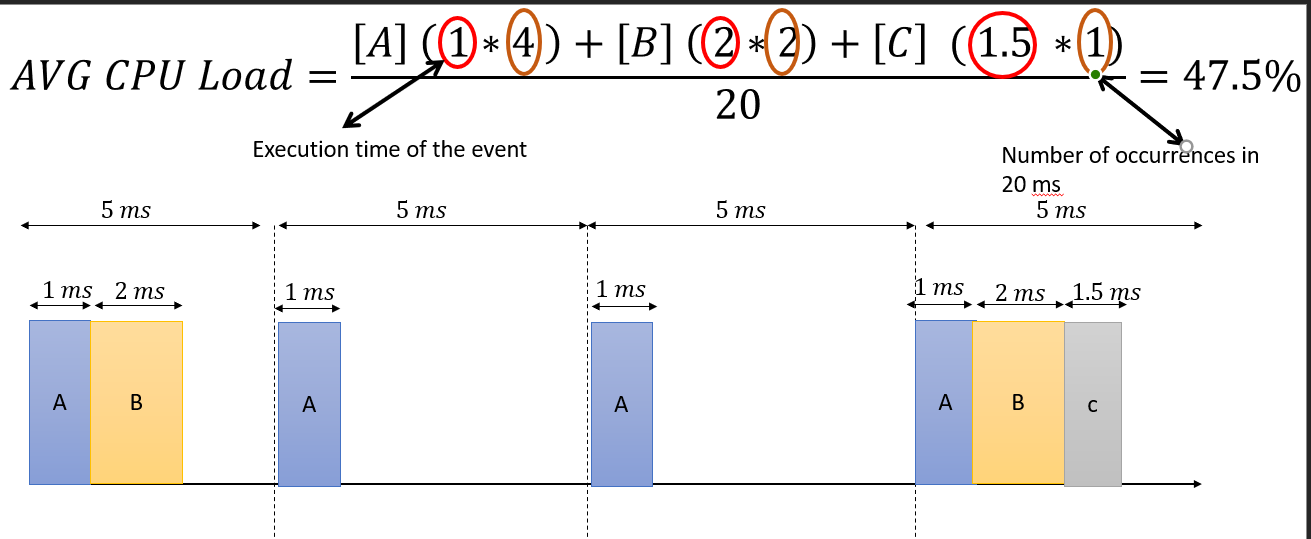 AVG CPU Load = [A] (1 * 4) + [B] (2 * 2) + [C] (1.5 * 1) / 20 = 47.5%
Execution time of the event
Number of occurrences in
20 ms
5 ms 5 ms 5 ms 5 ms
1 ms 2 ms 1 ms 1 ms 1 ms 2 ms 1.5 ms
A B A A A B c